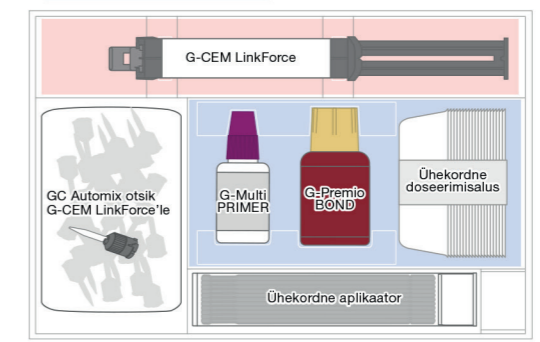 G-CEM LinkForce
GC Automix otsik
G-CEM LinkForce'le
G-Multi
PRIMER
G-Premio
BOND
Ühekordne
doseerimisalus
Ühekordne aplikaator